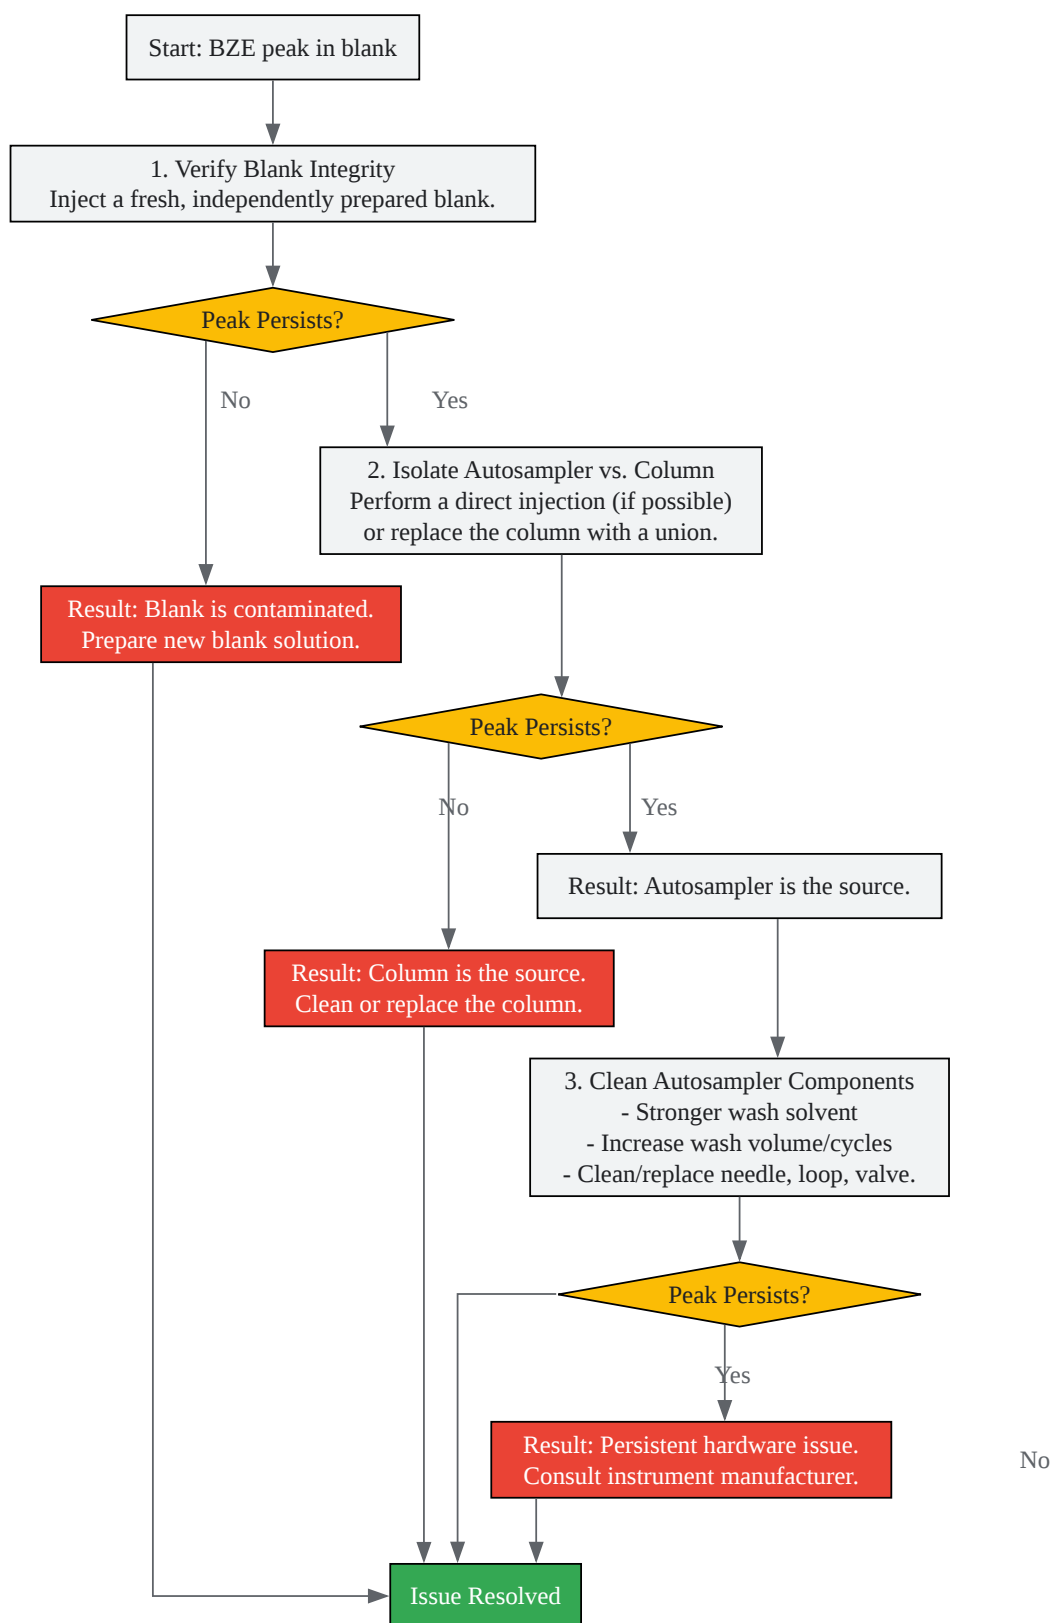 Start: BZE peak in blank
1. Verify Blank Integrity
Inject a fresh, independently prepared blank.
Peak Persists?
No
Yes
2. Isolate Autosampler vs. Column
Perform a direct injection (if possible)
or replace the column with a union.
Result: Blank is contaminated.
Prepare new blank solution.
Peak Persists?
No
Yes
Result: Autosampler is the source.
Result: Column is the source.
Clean or replace the column.
3. Clean Autosampler Components
- Stronger wash solvent
- Increase wash volume/cycles
- Clean/replace needle, loop, valve.
Peak Persists?
Yes
Result: Persistent hardware issue.
Consult instrument manufacturer.
No
Issue Resolved